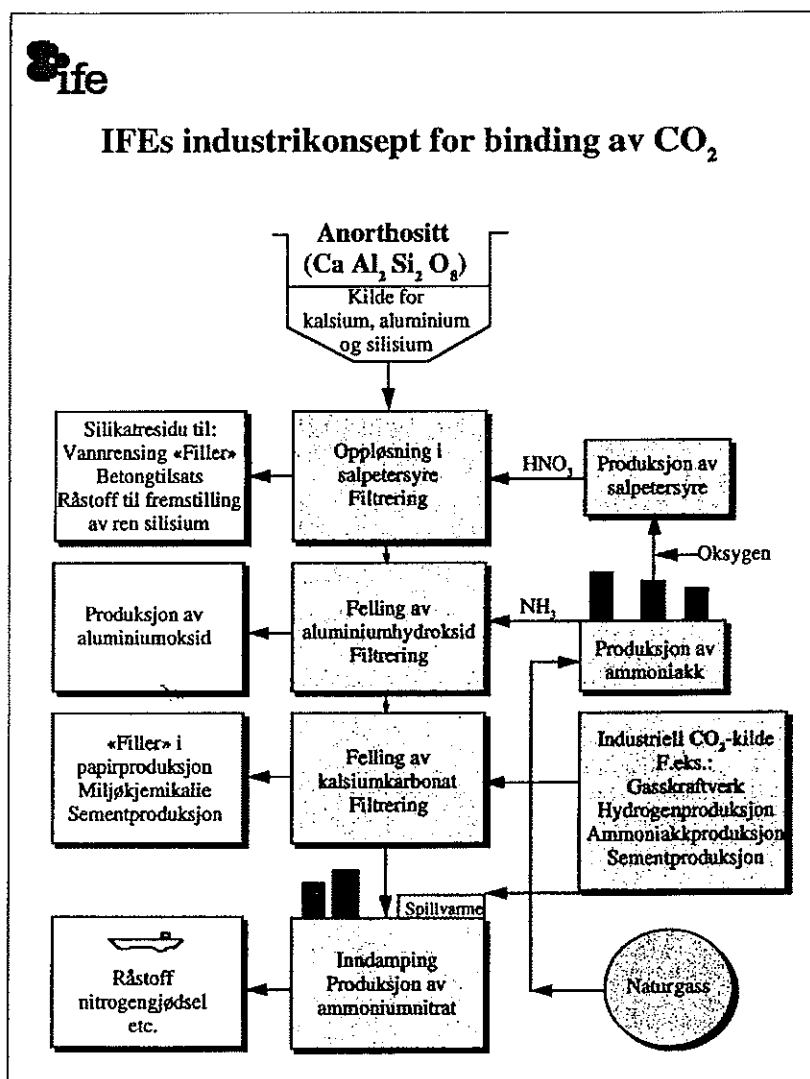 ife
IFEs industrikonsept for binding av CO₂
Anorthositt
(Ca Al₂ Si₂ O₈)
Kilde for
kalsium, aluminium
og silisium
Silikatresidu til:
Vannrensing «Filler»
Betongtilsats
Råstoff til fremstilling
av ren silisium
Oppløsning i
salpetersyre
Filtrering
HNO₃
Produksjon av
salpetersyre
Oksygen
Produksjon av
aluminiumoksid
Felling av
aluminiumhydroksid
Filtrering
NH₃
Produksjon av
ammoniakk
«Filler» i
papirproduksjon
Miljøkjemikalie
Sementproduksjon
Felling av
kalsiumkarbonat
Filtrering
Industriell CO₂-kilde
F.eks.:
Gasskraftverk
Hydrogenproduksjon
Ammoniakkproduksjon
Sementproduksjon
Spillvarme
Råstoff
nitrogengjødsel
etc.
Inndamping
Produksjon av
ammoniumnitrat
Naturgass